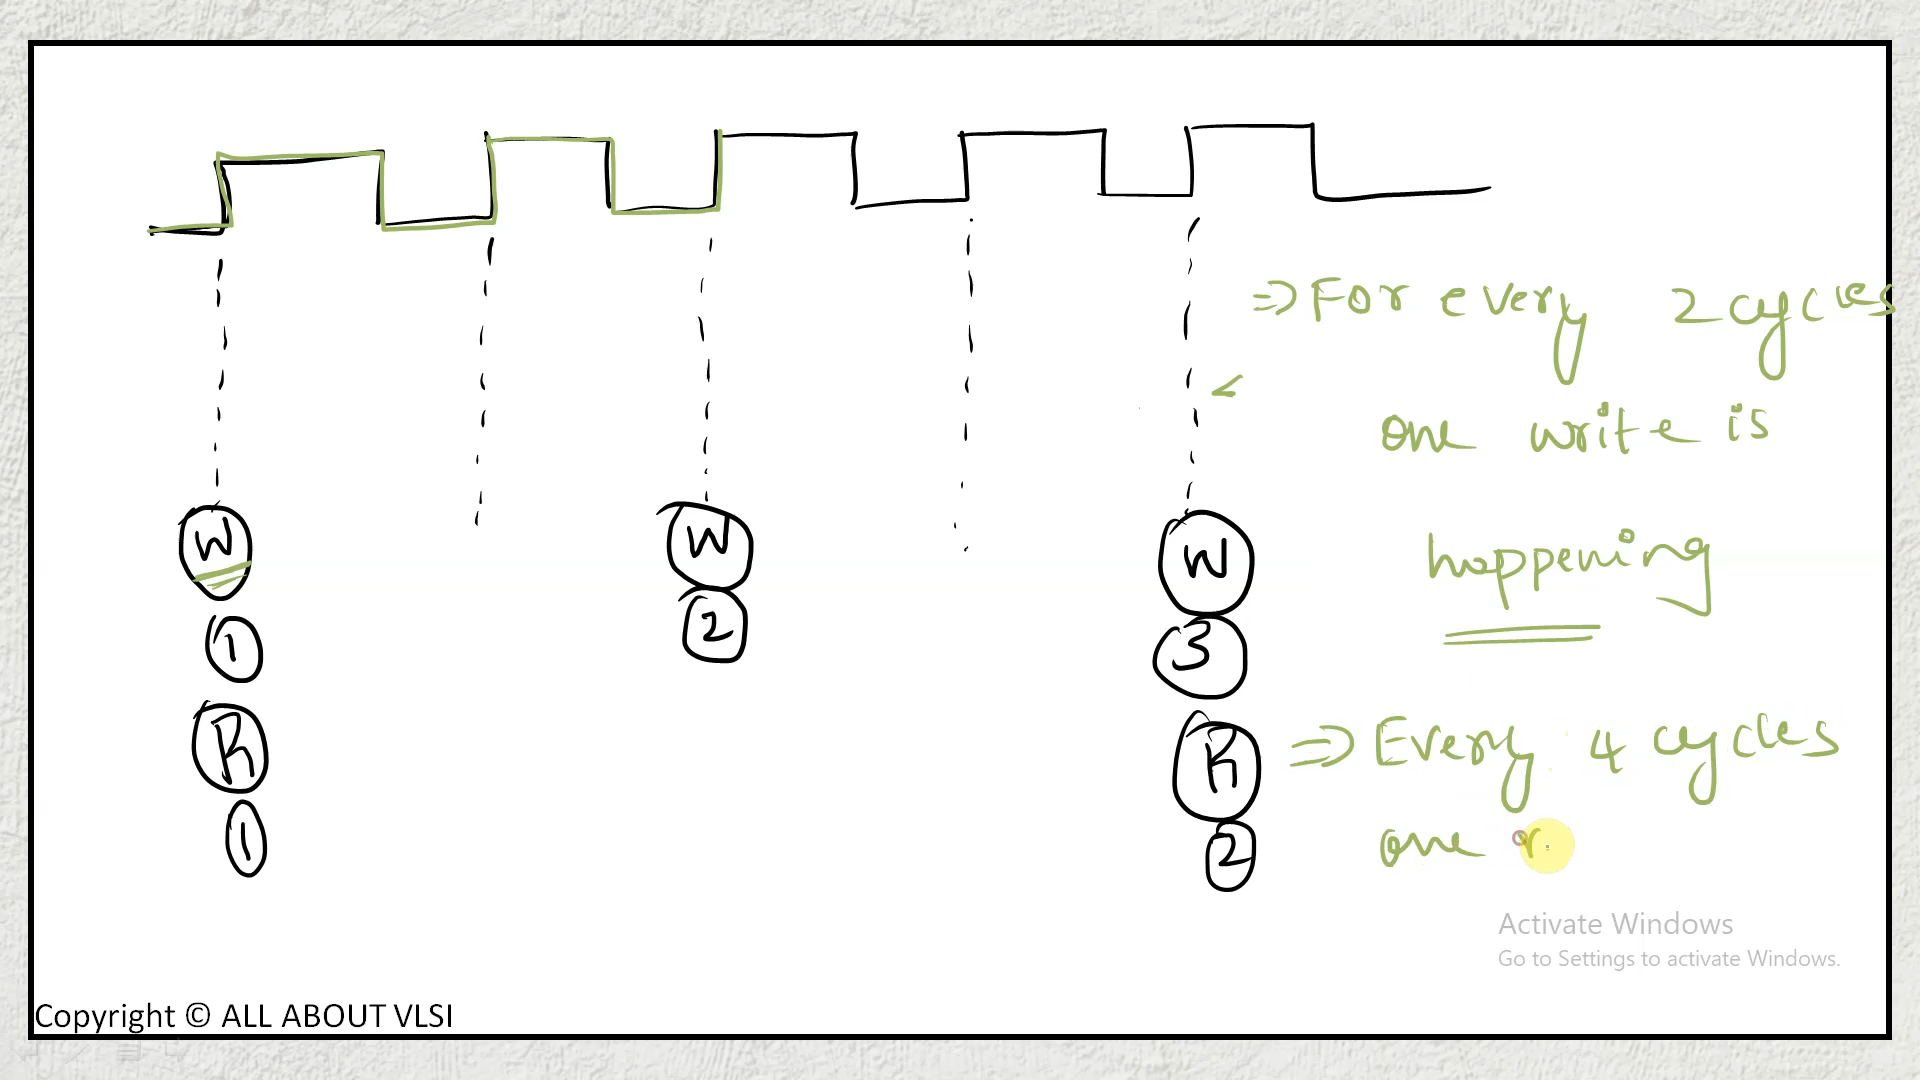 ⇒ For every 2 cycles
one write is
happening
W W W
1 2 3
R R
1 2
⇒ Every 4 cycles
one r
Activate Windows
Go to Settings to activate Windows.
Copyright © ALL ABOUT VLSI